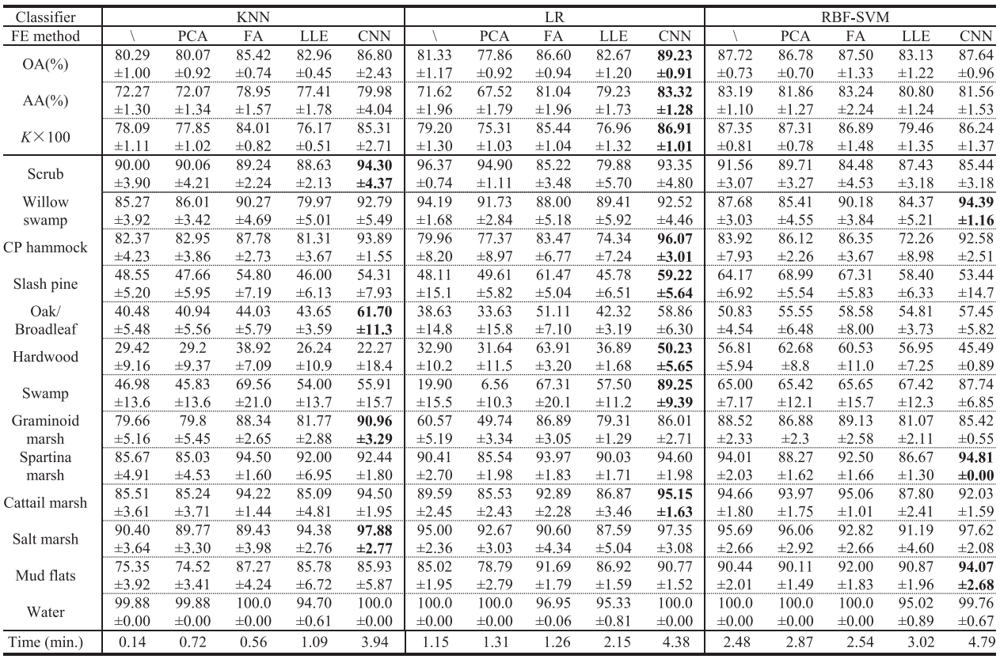 Classifier KNN LR RBF-SVM
FE method \ PCA FA LLE CNN \ PCA FA LLE CNN \ PCA FA LLE CNN
OA(%) 80.29 80.07 85.42 82.96 86.80 81.33 77.86 86.60 82.67 89.23 87.72 86.78 87.50 83.13 87.64
±1.00 ±0.92 ±0.74 ±0.45 ±2.43 ±1.17 ±0.92 ±0.94 ±1.20 ±0.91 ±0.73 ±0.70 ±1.33 ±1.22 ±0.96
AA(%) 72.27 72.07 78.95 77.41 79.98 71.62 67.52 81.04 79.23 83.32 83.19 81.86 83.24 80.80 81.56
±1.30 ±1.34 ±1.57 ±1.78 ±4.04 ±1.96 ±1.79 ±1.96 ±1.73 ±1.28 ±1.10 ±1.27 ±2.24 ±1.24 ±1.53
K×100 78.09 77.85 84.01 76.17 85.31 79.20 75.31 85.44 76.96 86.91 87.35 87.31 86.89 79.46 86.24
±1.11 ±1.02 ±0.82 ±0.51 ±2.71 ±1.30 ±1.03 ±1.04 ±1.32 ±1.01 ±0.81 ±0.78 ±1.48 ±1.35 ±1.37
Scrub 90.00 90.06 89.24 88.63 94.30 96.37 94.90 85.22 79.88 93.35 91.56 89.71 84.48 87.43 85.44
±3.90 ±4.21 ±2.24 ±2.13 ±4.37 ±0.74 ±1.11 ±3.48 ±5.70 ±4.80 ±3.07 ±3.27 ±4.53 ±3.18 ±3.18
Willow 85.27 86.01 90.27 79.97 92.79 94.19 91.73 88.00 89.41 92.52 87.68 85.41 90.18 84.37 94.39
swamp ±3.92 ±3.42 ±4.69 ±5.01 ±5.49 ±1.68 ±2.84 ±5.18 ±5.92 ±4.46 ±3.03 ±4.55 ±3.84 ±5.21 ±1.16
CP hammock 82.37 82.95 87.78 81.31 93.89 79.96 77.37 83.47 74.34 96.07 83.92 86.12 86.35 72.26 92.58
±4.23 ±3.86 ±2.73 ±3.67 ±1.55 ±8.20 ±8.97 ±6.77 ±7.24 ±3.01 ±7.93 ±2.26 ±3.67 ±8.98 ±2.51
Slash pine 48.55 47.66 54.80 46.00 54.31 48.11 49.61 61.47 45.78 59.22 64.17 68.99 67.31 58.40 53.44
±5.20 ±5.95 ±7.19 ±6.13 ±7.93 ±15.1 ±5.82 ±5.04 ±6.51 ±5.64 ±6.92 ±5.54 ±5.83 ±6.33 ±14.7
Oak/ 40.48 40.94 44.03 43.65 61.70 38.63 33.63 51.11 42.32 58.86 50.83 55.55 58.58 54.81 57.45
Broadleaf ±5.48 ±5.56 ±5.79 ±3.59 ±11.3 ±14.8 ±15.8 ±7.10 ±3.19 ±6.30 ±4.54 ±6.48 ±8.00 ±3.73 ±5.82
Hardwood 29.42 29.2 38.92 26.24 22.27 32.90 31.64 63.91 36.89 50.23 56.81 62.68 60.53 56.95 45.49
±9.16 ±9.37 ±7.09 ±10.9 ±18.4 ±10.2 ±11.5 ±3.20 ±1.68 ±5.65 ±5.94 ±8.8 ±11.0 ±7.25 ±0.89
Swamp 46.98 45.83 69.56 54.00 55.91 19.90 6.56 67.31 57.50 89.25 65.00 65.42 65.65 67.42 87.74
±13.6 ±13.6 ±21.0 ±13.7 ±15.7 ±15.5 ±10.3 ±20.1 ±11.2 ±9.39 ±7.17 ±12.1 ±15.7 ±12.3 ±6.85
Graminoid 79.66 79.8 88.34 81.77 90.96 60.57 49.74 86.89 79.31 86.01 88.52 86.88 89.13 81.07 85.42
marsh ±5.16 ±5.45 ±2.65 ±2.88 ±3.29 ±5.19 ±3.34 ±3.05 ±1.29 ±2.71 ±2.33 ±2.3 ±2.58 ±2.11 ±0.55
Spartina 85.67 85.03 94.50 92.00 92.44 90.41 85.54 93.97 90.03 94.60 94.01 88.27 92.50 86.67 94.81
marsh ±4.91 ±4.53 ±1.60 ±6.95 ±1.80 ±2.70 ±1.98 ±1.83 ±1.71 ±1.98 ±2.03 ±1.62 ±1.66 ±1.30 ±0.00
Cattail marsh 85.51 85.24 94.22 85.09 94.50 89.59 85.53 92.89 86.87 95.15 94.66 93.97 95.06 87.80 92.03
±3.61 ±3.71 ±1.44 ±4.81 ±1.95 ±2.45 ±2.43 ±2.28 ±3.46 ±1.63 ±1.80 ±1.75 ±1.01 ±2.41 ±1.59
Salt marsh 90.40 89.77 89.43 94.38 97.88 95.00 92.67 90.60 87.59 97.35 95.69 96.06 92.82 91.19 97.62
±3.64 ±3.30 ±3.98 ±2.76 ±2.77 ±2.36 ±3.03 ±4.34 ±5.04 ±3.08 ±2.66 ±2.92 ±2.66 ±4.60 ±2.08
Mud flats 75.35 74.52 87.27 85.78 85.93 85.02 78.79 91.69 86.92 90.77 90.44 90.11 92.00 90.87 94.07
±3.92 ±3.41 ±4.24 ±6.72 ±5.87 ±1.95 ±2.79 ±1.79 ±1.59 ±1.52 ±2.01 ±1.49 ±1.83 ±1.96 ±2.68
Water 99.88 99.88 100.0 94.70 100.0 100.0 100.0 96.95 95.33 100.0 100.0 100.0 100.0 95.02 99.76
±0.00 ±0.00 ±0.00 ±0.61 ±0.00 ±0.00 ±0.00 ±0.06 ±0.81 ±0.00 ±0.00 ±0.00 ±0.00 ±0.89 ±0.67
Time (min.) 0.14 0.72 0.56 1.09 3.94 1.15 1.31 1.26 2.15 4.38 2.48 2.87 2.54 3.02 4.79